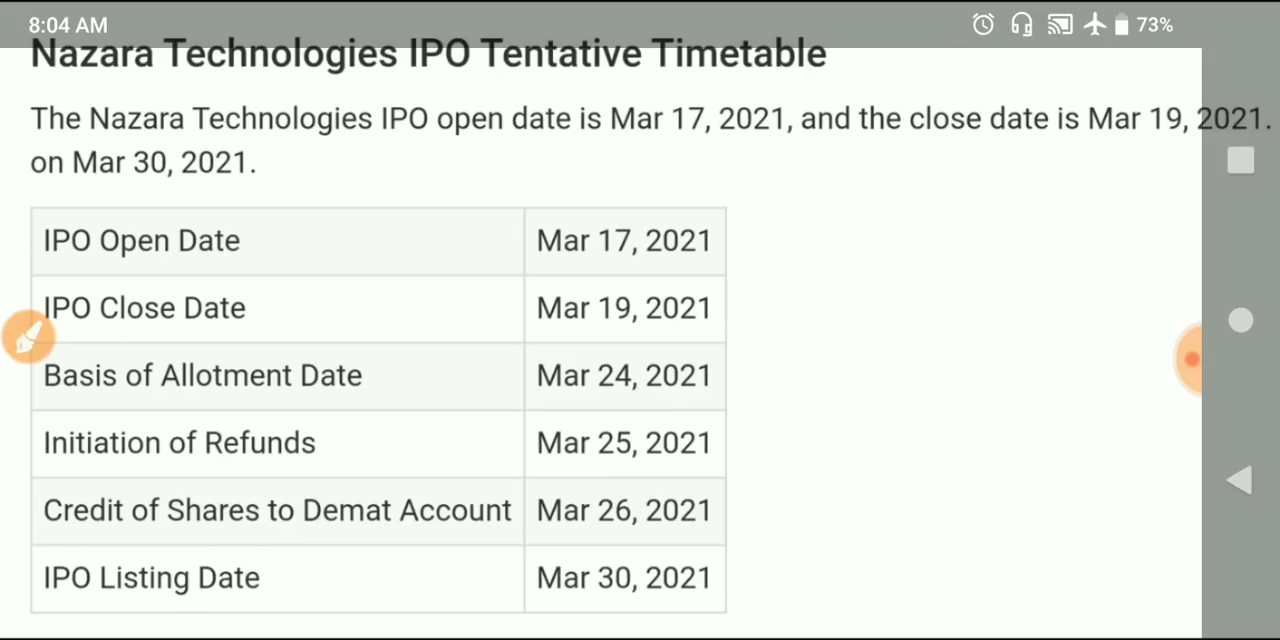 8:04 AM
73%
Nazara Technologies IPO Tentative Timetable
The Nazara Technologies IPO open date is Mar 17, 2021, and the close date is Mar 19, 2021.
on Mar 30, 2021.
IPO Open Date Mar 17, 2021
IPO Close Date Mar 19, 2021
Basis of Allotment Date Mar 24, 2021
Initiation of Refunds Mar 25, 2021
Credit of Shares to Demat Account Mar 26, 2021
IPO Listing Date Mar 30, 2021